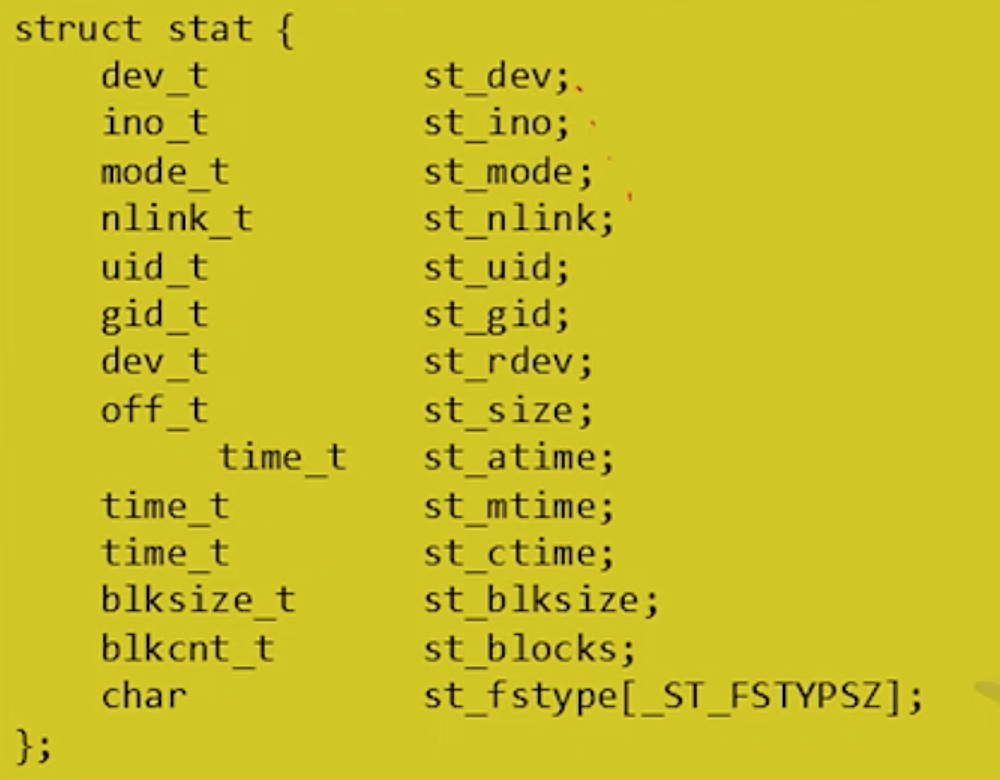 struct stat {
    dev_t          st_dev;
    ino_t          st_ino;
    mode_t         st_mode;
    nlink_t        st_nlink;
    uid_t          st_uid;
    gid_t          st_gid;
    dev_t          st_rdev;
    off_t          st_size;
         time_t    st_atime;
    time_t         st_mtime;
    time_t         st_ctime;
    blksize_t      st_blksize;
    blkcnt_t       st_blocks;
    char           st_fstype[_ST_FSTYPSZ];
};